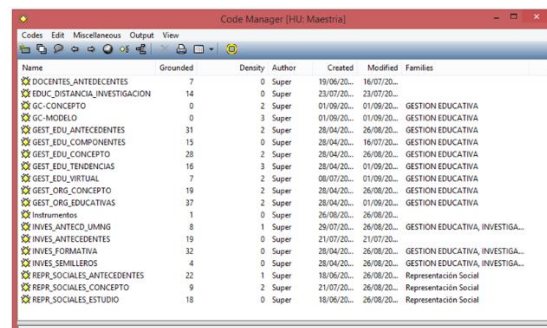 Code Manager [HU: Maestria]
Codes Edit Miscellaneous Output View
Name Grounded Density Author Created Modified Families
DOCENTES_ANTEDECENTES 7 0 Super 19/06/20... 16/07/20...
EDUC_DISTANCIA_INVESTIGACION 14 0 Super 23/07/20... 23/07/20...
GC-CONCEPTO 0 2 Super 01/09/20... 01/09/20... GESTION EDUCATIVA
GC-MODELO 0 3 Super 01/09/20... 01/09/20... GESTION EDUCATIVA
GEST_EDU_ANTECEDENTES 31 2 Super 28/04/20... 26/08/20... GESTION EDUCATIVA
GEST_EDU_COMPONENTES 15 0 Super 28/04/20... 16/07/20... GESTION EDUCATIVA
GEST_EDU_CONCEPTO 28 2 Super 28/04/20... 26/08/20... GESTION EDUCATIVA
GEST_EDU_TENDENCIAS 16 3 Super 28/04/20... 01/09/20... GESTION EDUCATIVA
GEST_EDU_VIRTUAL 7 2 Super 08/07/20... 01/09/20... GESTION EDUCATIVA
GEST_ORG_CONCEPTO 19 2 Super 28/04/20... 26/08/20... GESTION EDUCATIVA
GEST_ORG_EDUCATIVAS 37 2 Super 28/04/20... 01/09/20... GESTION EDUCATIVA
Instrumentos 1 0 Super 26/08/20... 26/08/20...
INVES_ANTECD_UMNG 8 1 Super 29/07/20... 26/08/20... GESTION EDUCATIVA, INVESTIGA...
INVES_ANTECEDENTES 19 0 Super 21/07/20... 21/07/20...
INVES_FORMATIVA 32 0 Super 28/04/20... 26/08/20... GESTION EDUCATIVA, INVESTIGA...
INVES_SEMILLEROS 4 0 Super 28/04/20... 26/08/20... GESTION EDUCATIVA, INVESTIGA...
REPR_SOCIALES_ANTECEDENTES 22 1 Super 18/06/20... 26/08/20... Representación Social
REPR_SOCIALES_CONCEPTO 9 2 Super 21/07/20... 26/08/20... Representación Social
REPR_SOCIALES_ESTUDIO 18 0 Super 18/06/20... 26/08/20... Representación Social